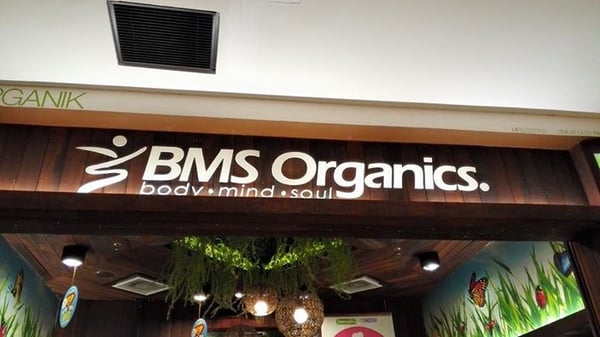 RGANIK
BMS Organics.
body • mind • soul